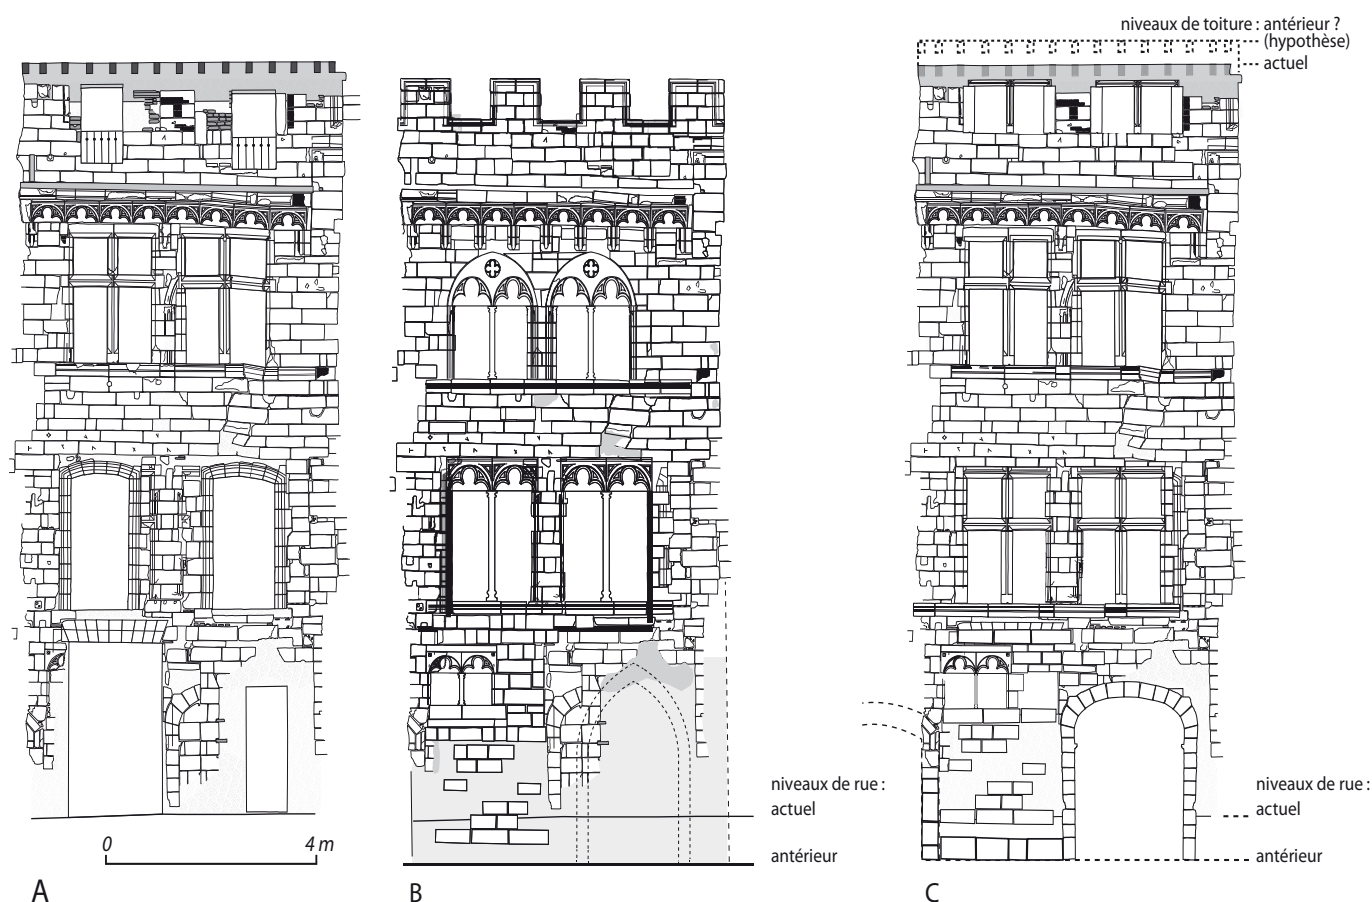 niveaux de toiture : antérieur ?
(hypothèse)
actuel
niveaux de rue :
actuel
antérieur
niveaux de rue :
actuel
antérieur
0 4 m
A
B
C